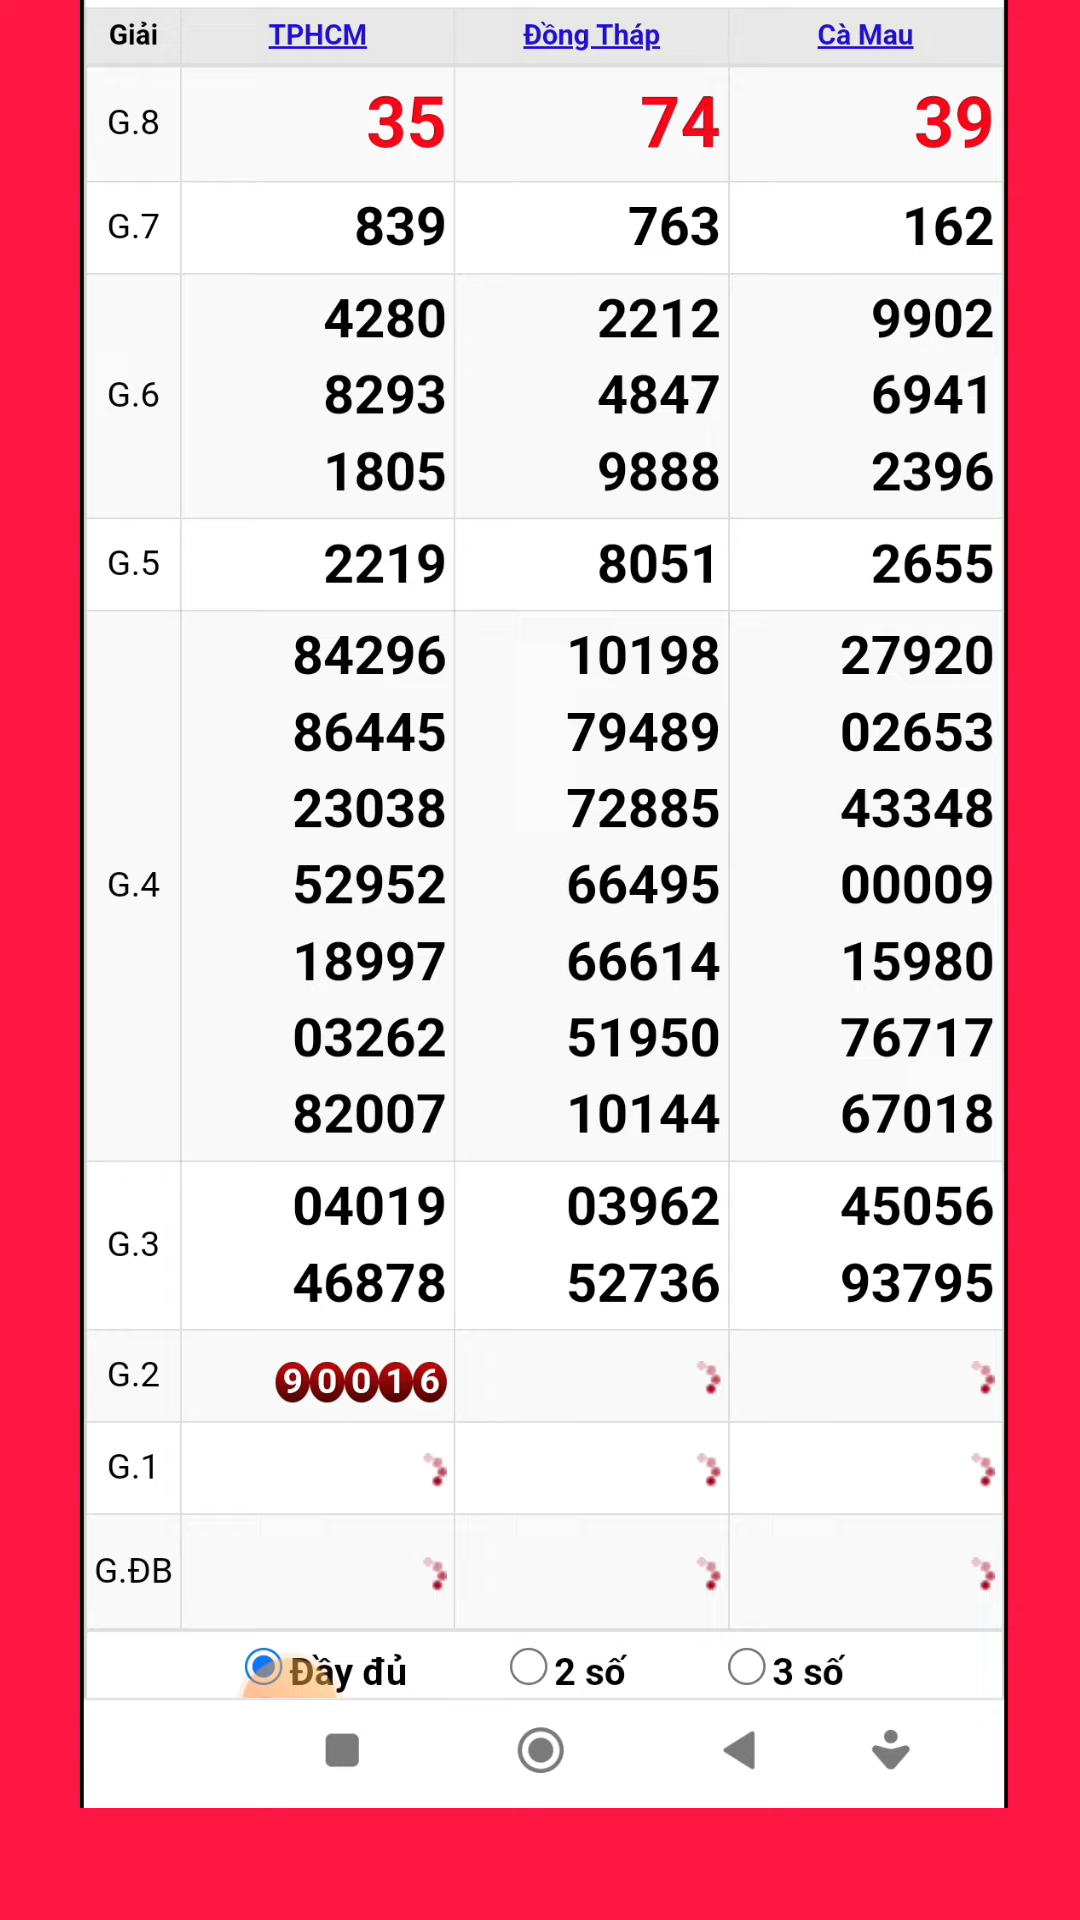 Giải TPHCM Đồng Tháp Cà Mau
G.8 35 74 39
G.7 839 763 162
4280 2212 9902
G.6 8293 4847 6941
1805 9888 2396
G.5 2219 8051 2655
84296 10198 27920
86445 79489 02653
23038 72885 43348
G.4 52952 66495 00009
18997 66614 15980
03262 51950 76717
82007 10144 67018
04019 03962 45056
G.3
46878 52736 93795
G.2 90016
G.1
G.ĐB
Đầy đủ 2 số 3 số